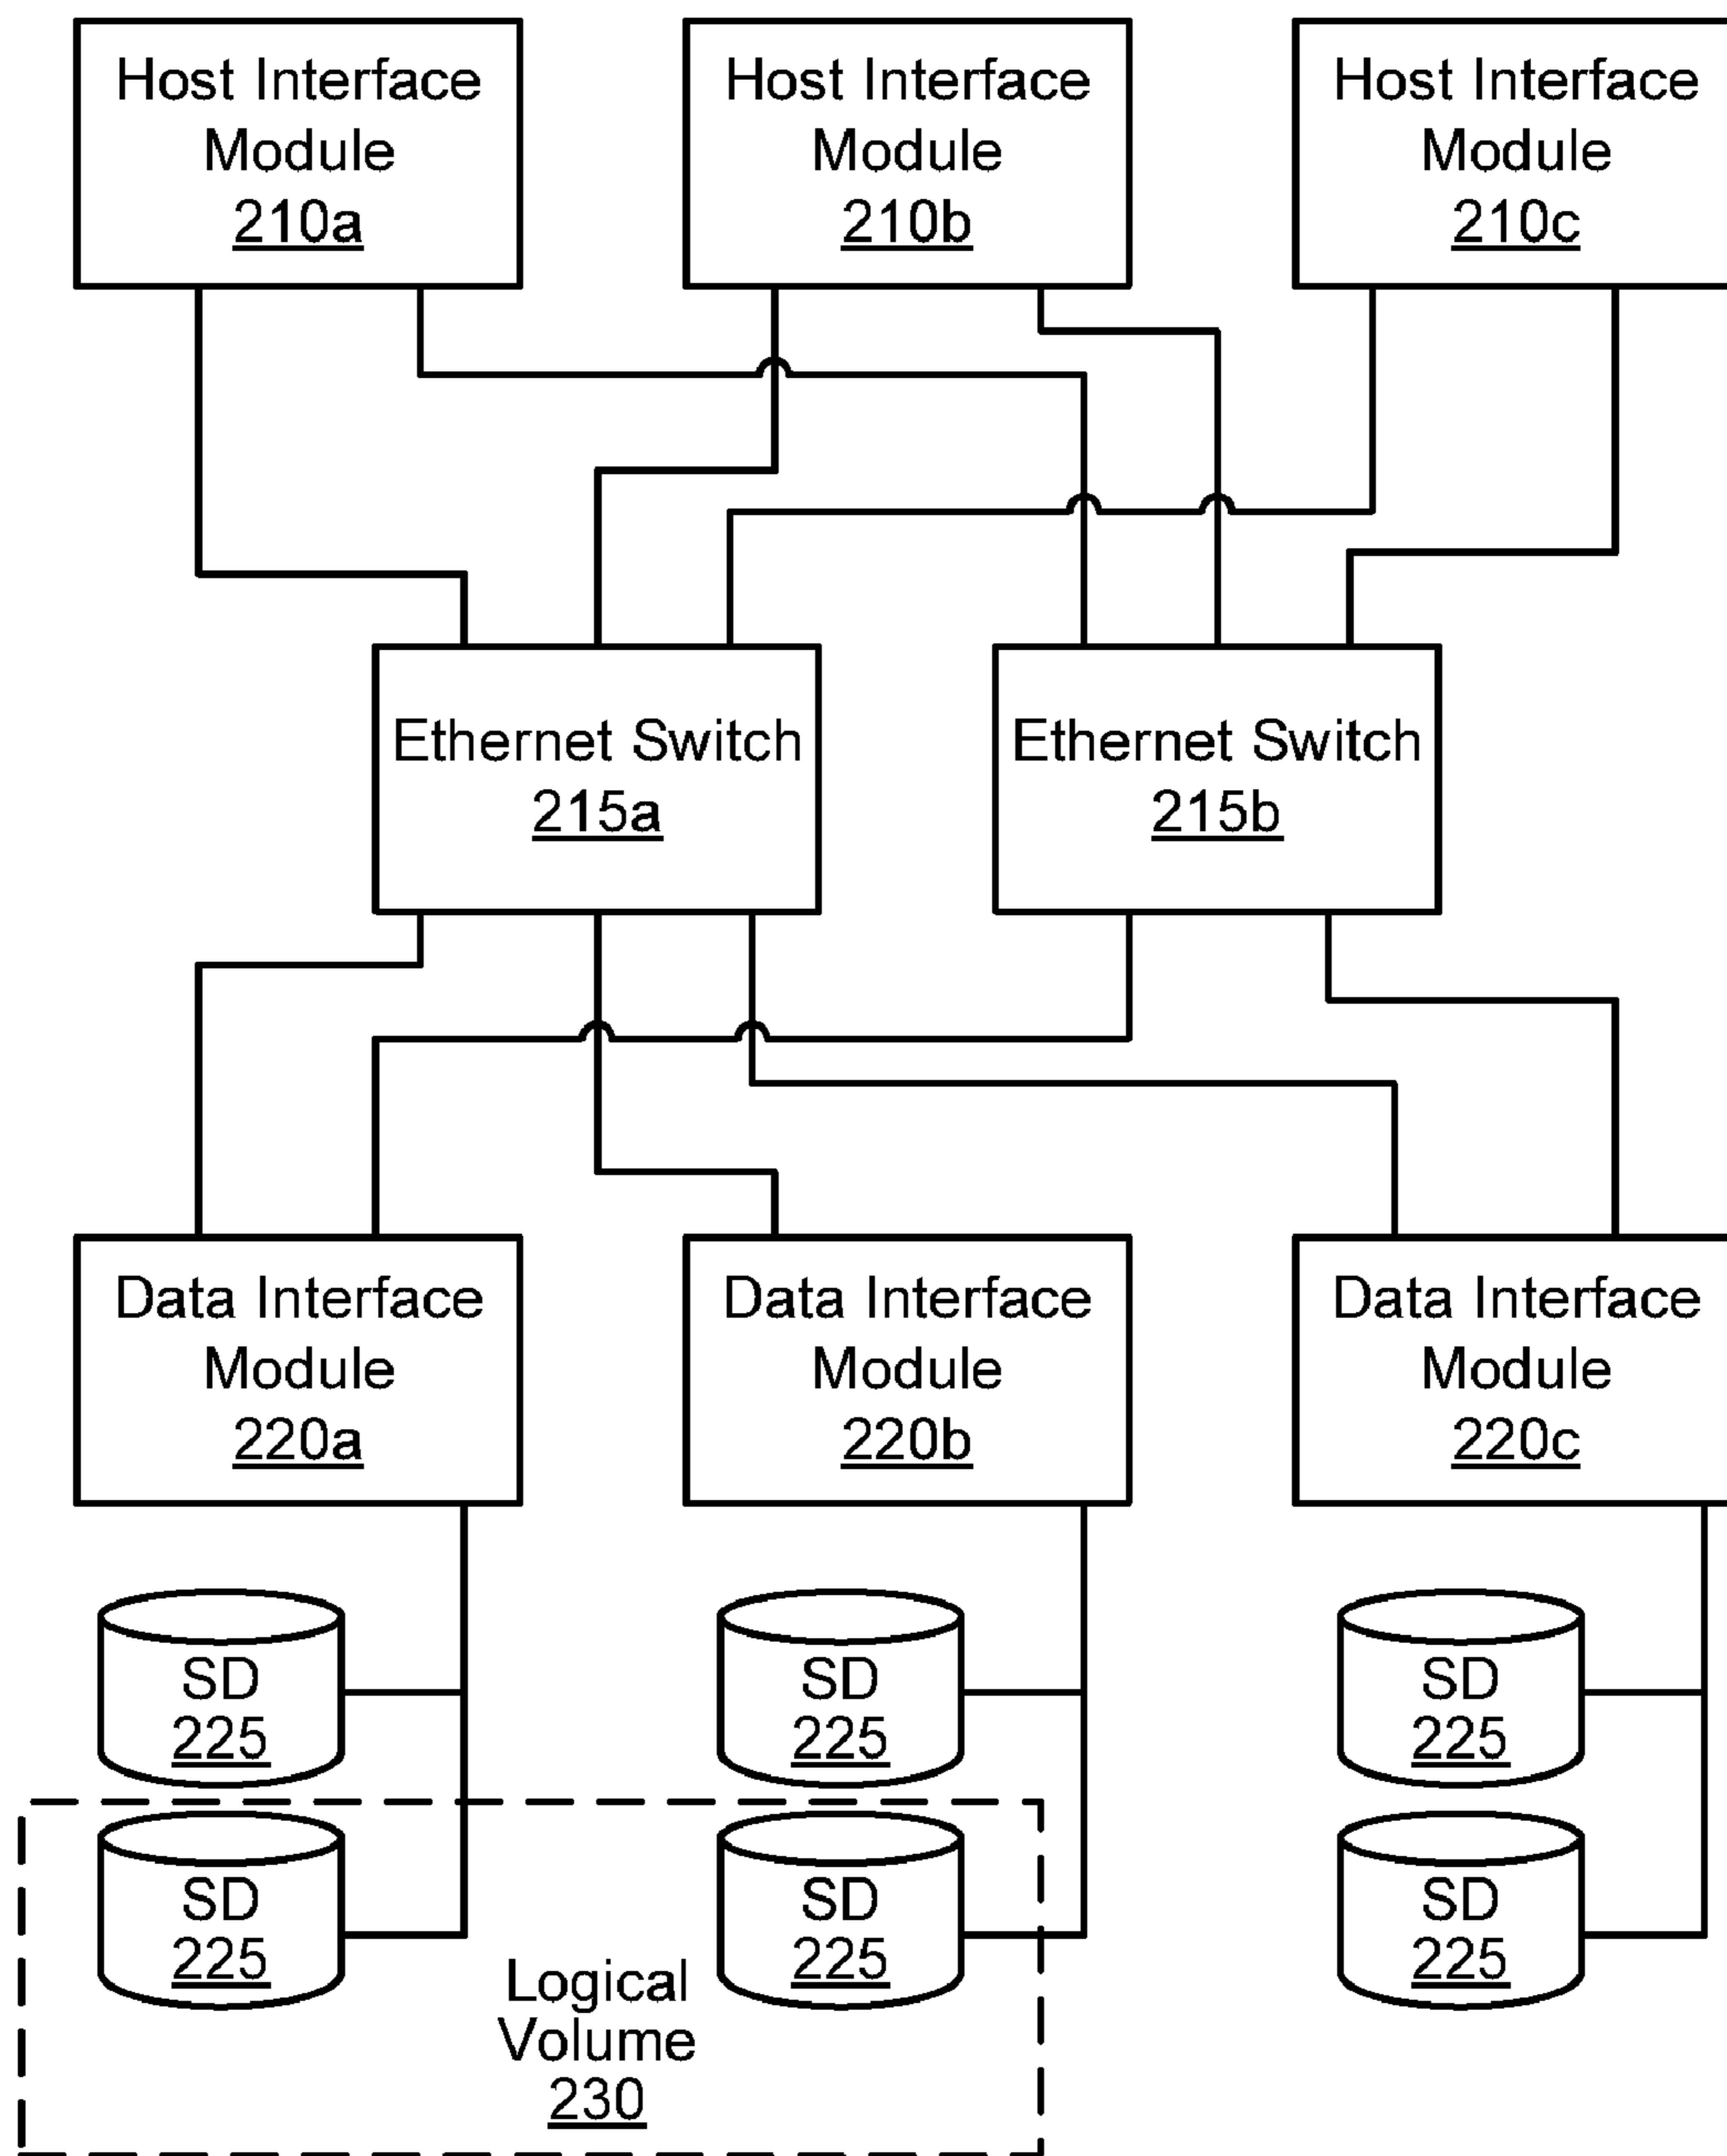 Host Interface
Module
210a
Host Interface
Module
210b
Host Interface
Module
210c
Ethernet Switch
215a
Ethernet Switch
215b
Data Interface
Module
220a
Data Interface
Module
220b
Data Interface
Module
220c
SD
225
SD
225
SD
225
SD
225
SD
225
SD
225
Logical
Volume
230